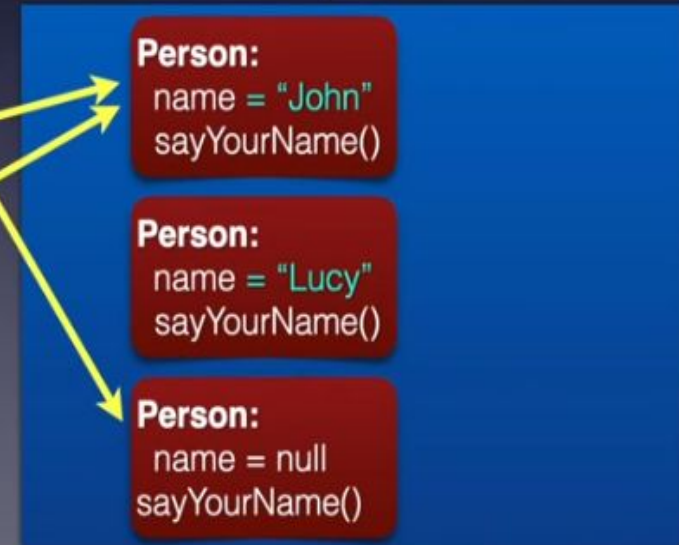 Person:
name = “John”
sayYourName()
Person:
name = “Lucy”
sayYourName()
Person:
name = null
sayYourName()